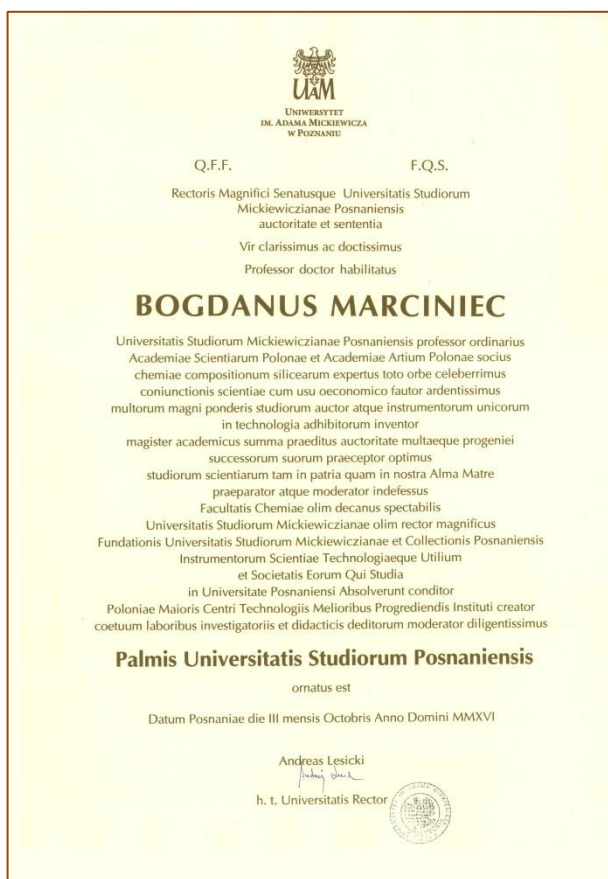 UAM
UNIWERSYTET
IM. ADAMA MICKIEWICZA
W POZNANIU
Q.F.F. F.Q.S.
Rectoris Magnifici Senatusque Universitatis Studiorum
Mickiewiczianae Posnaniensis
auctoritate et sententia
Vir clarissimus ac doctissimus
Professor doctor habilitatus
BOGDANUS MARCINIEC
Universitatis Studiorum Mickiewiczianae Posnaniensis professor ordinarius
Academiae Scientiarum Polonae et Academiae Artium Polonae socius
chemiae compositionum silicearum expertus toto orbe celeberrimus
coniunctionis scientiae cum usu oeconomico fautor ardentissimus
multorum magni ponderis studiorum auctor atque instrumentorum unicorum
in technologia adhibitorum inventor
magister academicus summa praeditus auctoritate multaeque progeniei
successorum suorum praeceptor optimus
studiorum scientiarum tam in patria quam in nostra Alma Matre
praeparator atque moderator indefessus
Facultatis Chemiae olim decanus spectabilis
Universitatis Studiorum Mickiewiczianae olim rector magnificus
Fundationis Universitatis Studiorum Mickiewiczianae et Collectionis Posnaniensis
Instrumentorum Scientiae Technologiaeque Utilium
et Societatis Eorum Qui Studia
in Universitate Posnaniensi Absolverunt conditor
Poloniae Maioris Centri Technologiis Melioribus Progrediendis Instituti creator
coetuum laboribus investigatoriis et didacticis deditorum moderator diligentissimus
Palmis Universitatis Studiorum Posnaniensis
ornatus est
Datum Posnaniae die III mensis Octobris Anno Domini MMXVI
Andreas Lesicki
h. t. Universitatis Rector